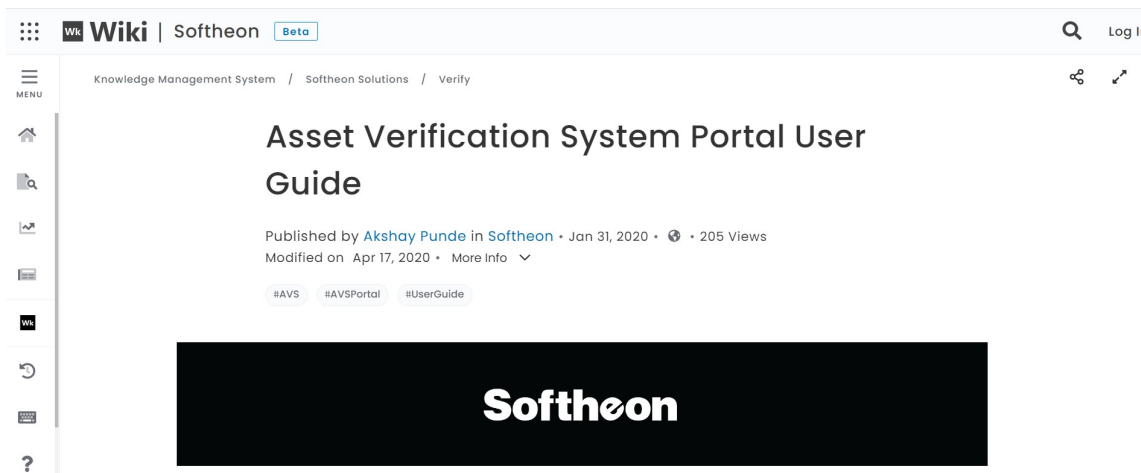 Wk Wiki | Softheon Beta
Log I
MENU
Knowledge Management System / Softheon Solutions / Verify
Asset Verification System Portal User
Guide
Published by Akshay Punde in Softheon • Jan 31, 2020 • • 205 Views
Modified on Apr 17, 2020 • More Info
#AVS #AVSPortal #UserGuide
Wk
Softheon